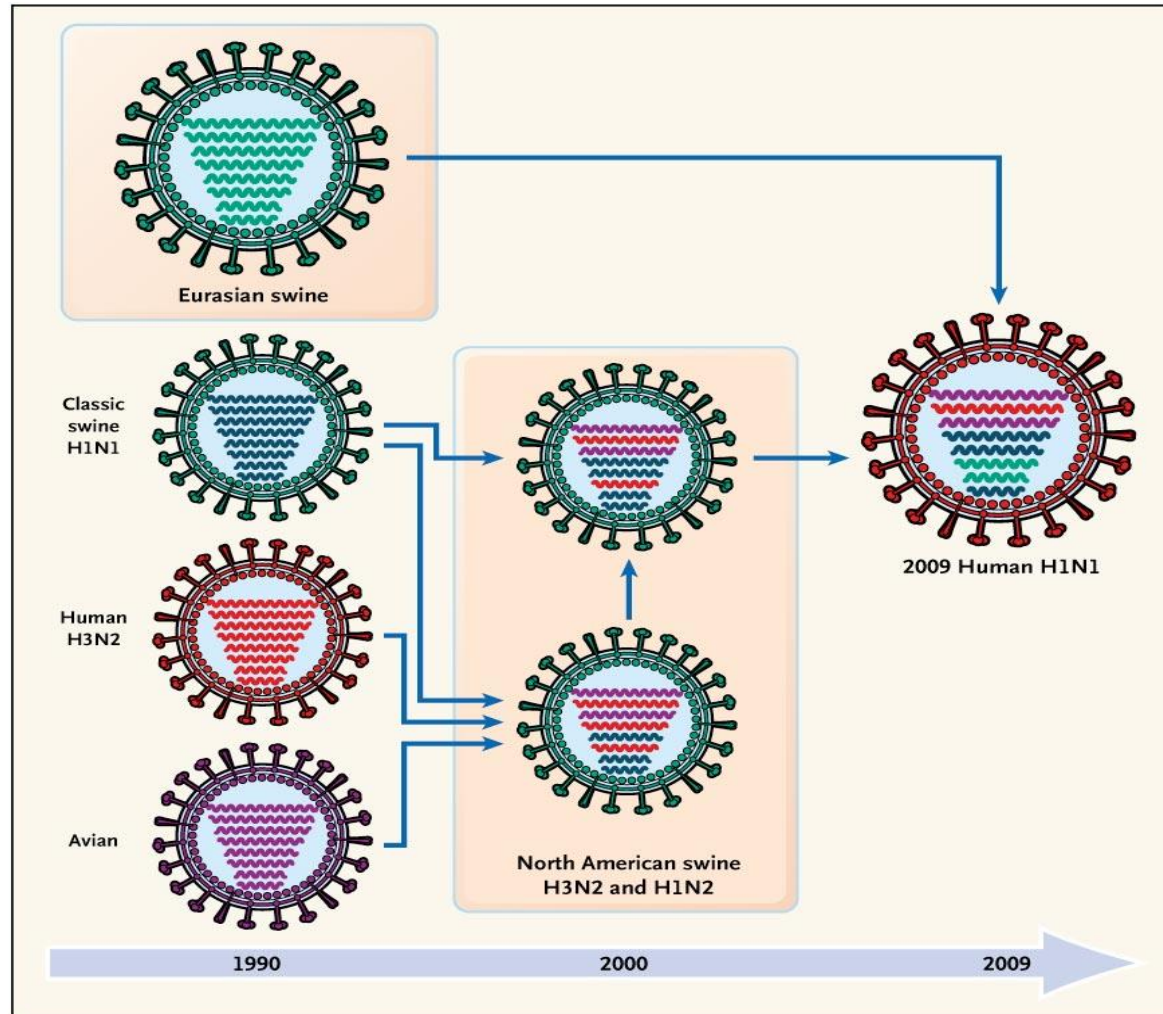 Eurasian swine
Classic
swine
H1N1
Human
H3N2
Avian
North American swine
H3N2 and H1N2
2009 Human H1N1
1990
2000
2009